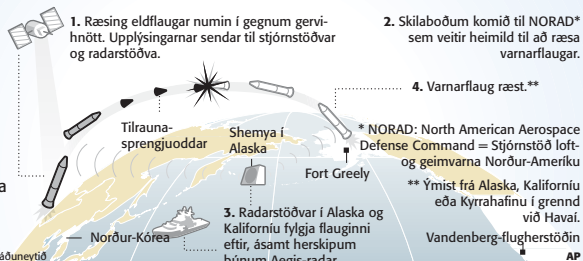 1. Ræsing eldflaugar numin í gegnum gervi-
hnött. Upplýsingarnar sendar til stjórnstöðvar
og radarstöðva.
2. Skilaboðum komið til NORAD*
sem veitir heimild til að ræsa
varnarflaugar.
4. Varnarflaug ræst.**
Tilrauna-
sprengjuoddar
Shemya í
Alaska
Fort Greely
* NORAD: North American Aerospace
Defense Command = Stjórnstöð loft-
og geimvarna Norður-Ameríku
** Ýmist frá Alaska, Kaliforníu
eða Kyrrahafinu í grennd
við Havaí.
3. Radarstöðvar í Alaska og
Kaliforníu fylgja flauginni
eftir, ásamt herskipum
búnum Aegis-radar
Norður-Kórea
Vandenberg-flugherstöðin
AP